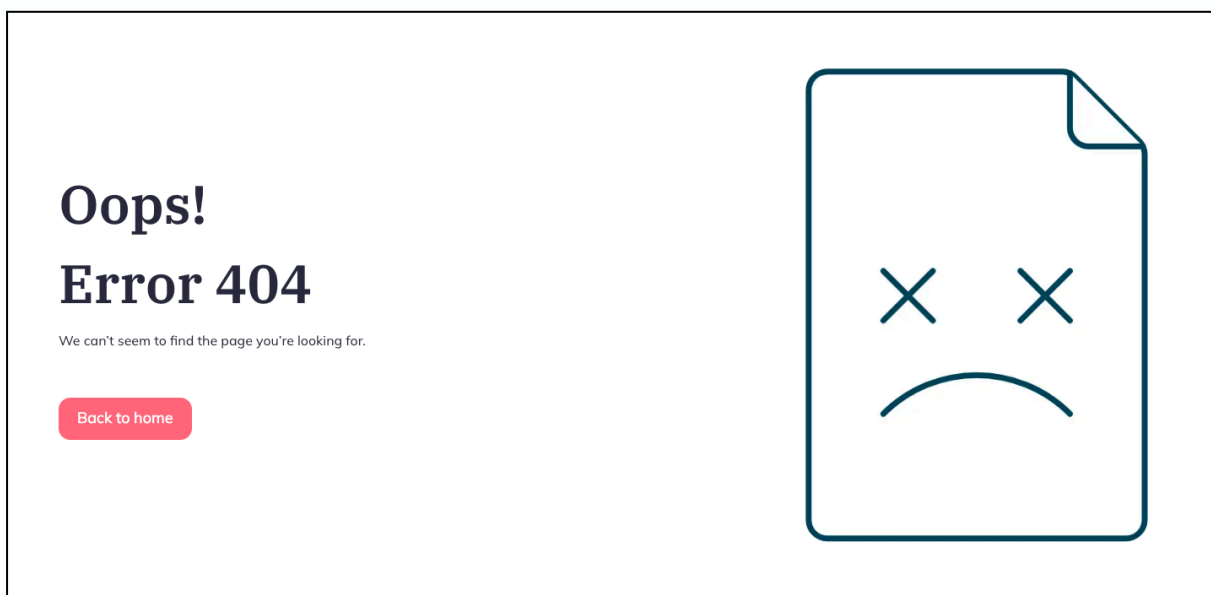 Oops!
Error 404
We can’t seem to find the page you’re looking for.
Back to home